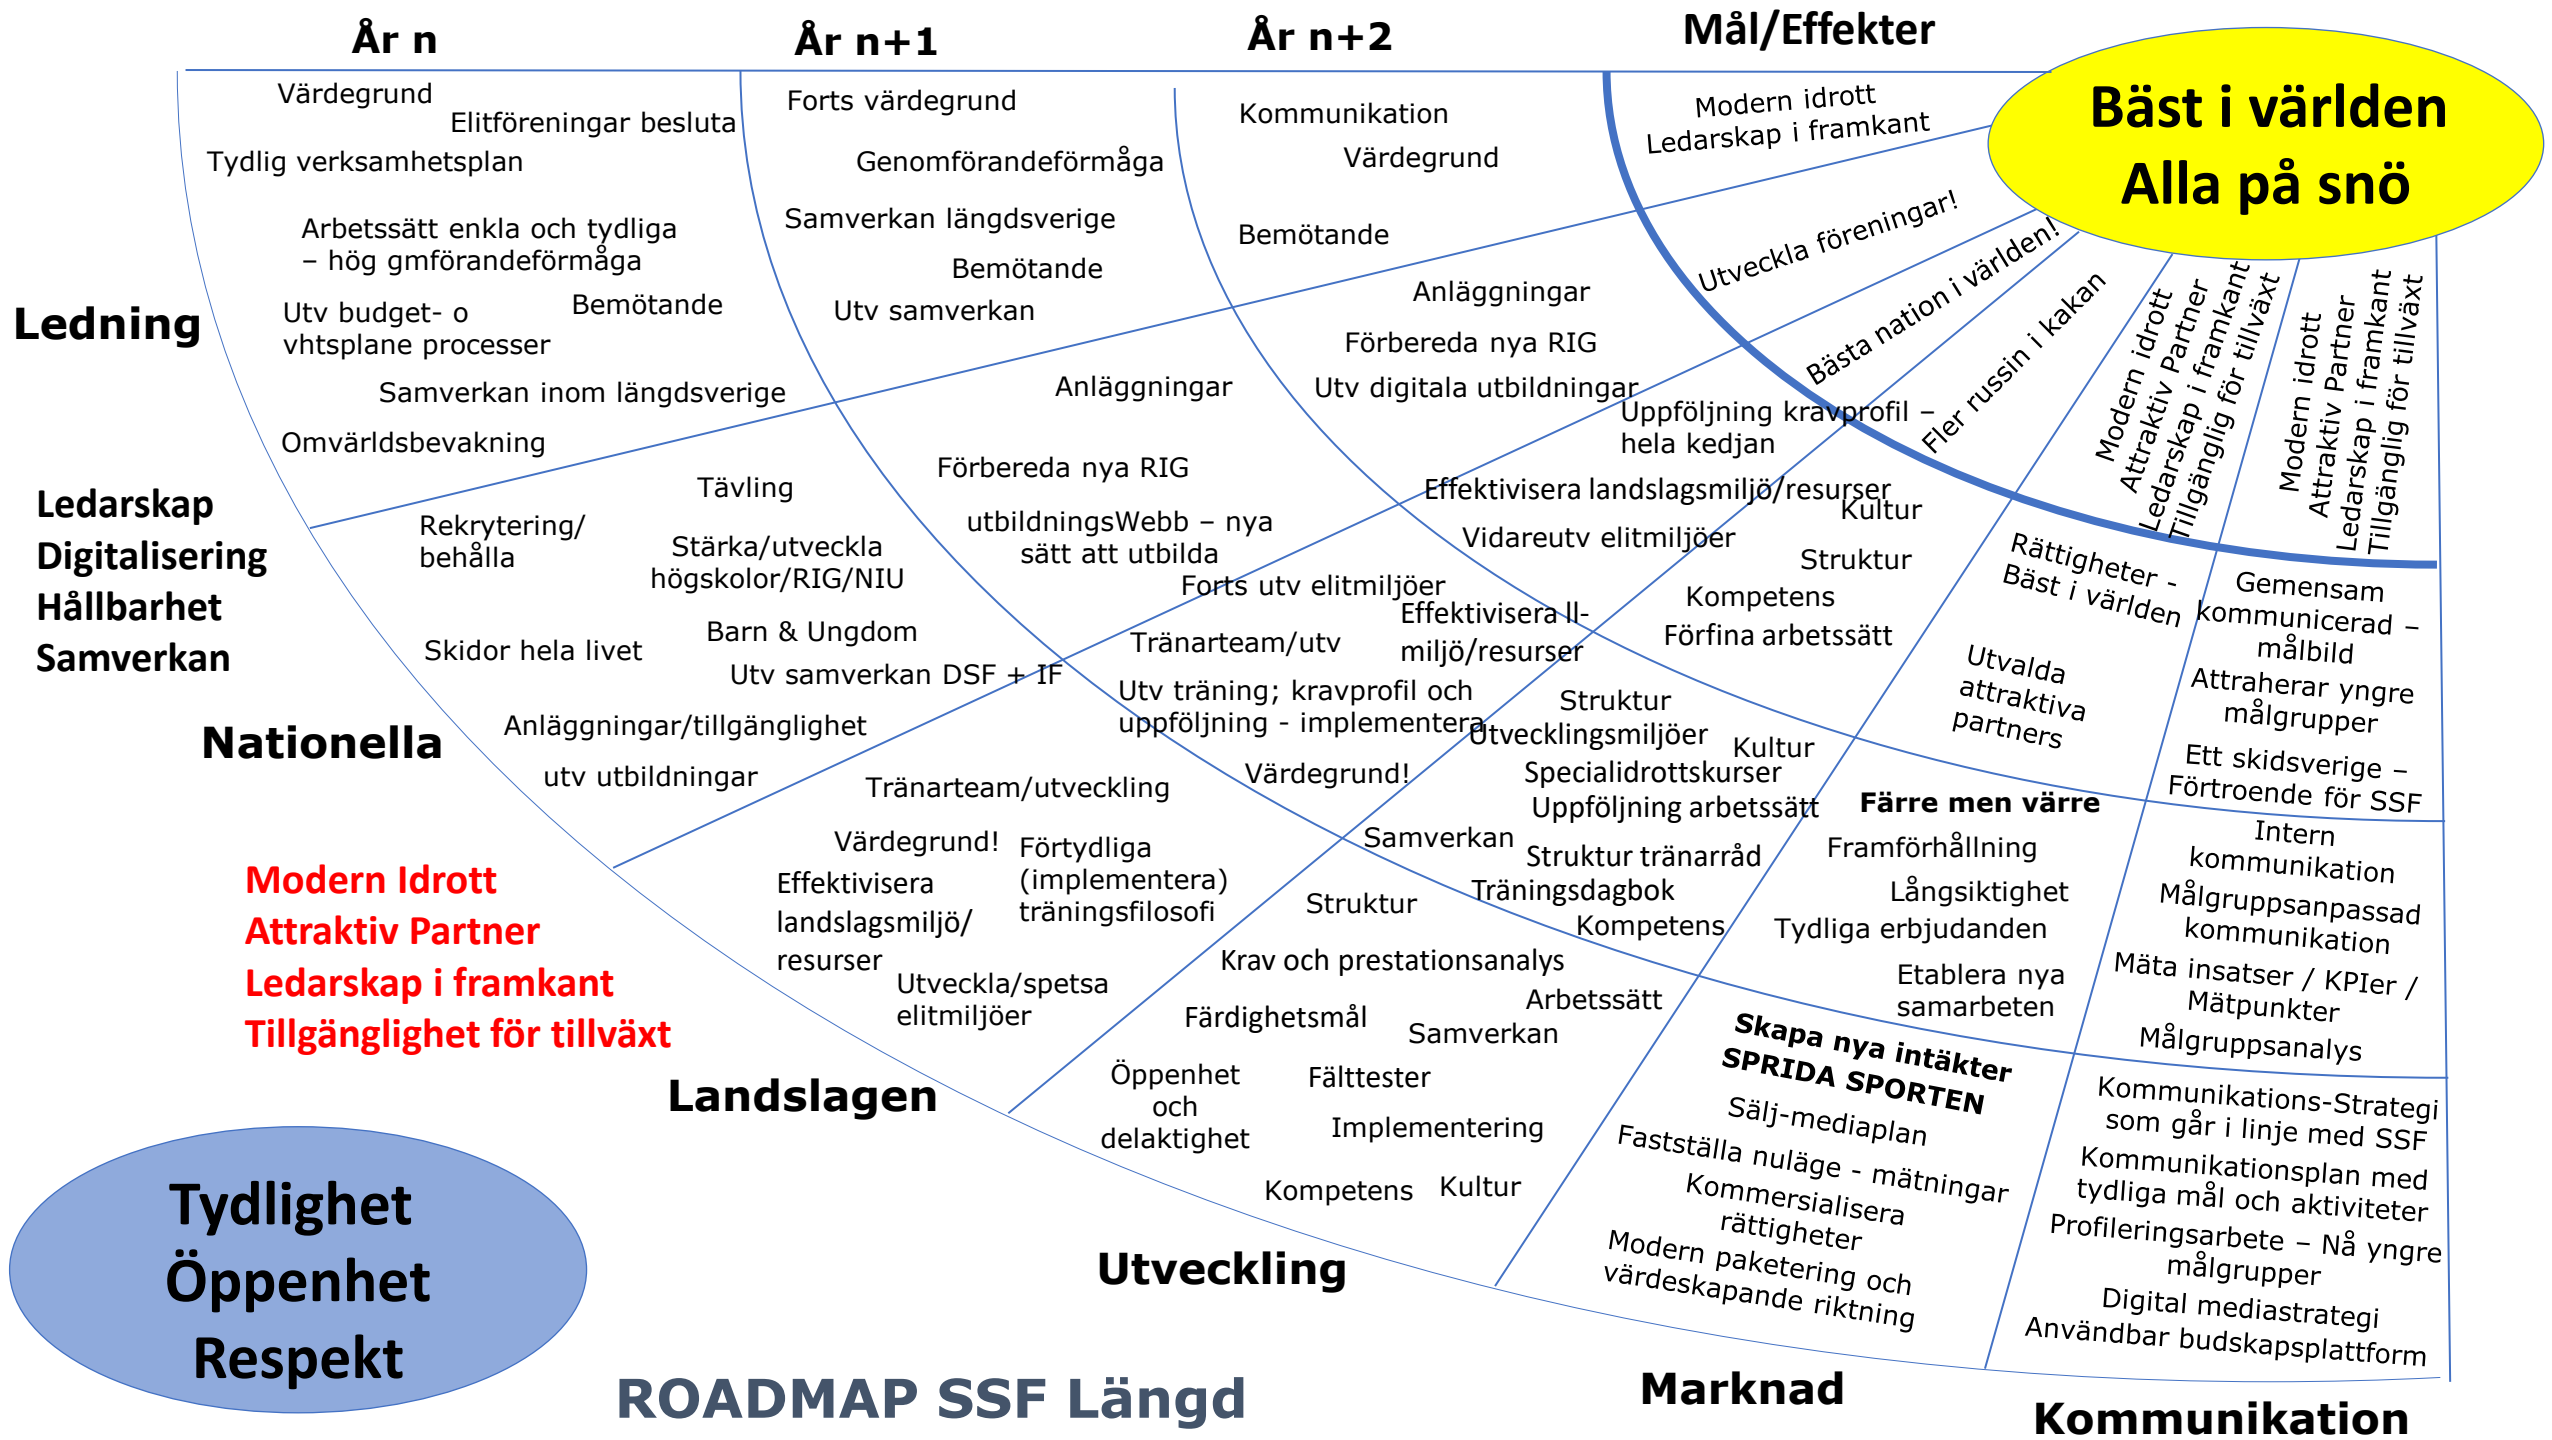 År n
År n+1
År n+2
Mål/Effekter
Bäst i världen
Alla på snö
Ledning
Värdegrund
Elitföreningar besluta
Tydlig verksamhetsplan
Arbetssätt enkla och tydliga
– hög gmförandeförmåga
Utv budget- o
vhtsplane processer
Bemötande
Samverkan inom längdsverige
Omvärldsbevakning
Forts värdegrund
Genomförandeförmåga
Samverkan längdsverige
Bemötande
Utv samverkan
Kommunikation
Värdegrund
Bemötande
Modern idrott
Ledarskap i framkant
Ledarskap
Digitalisering
Hållbarhet
Samverkan
Nationella
Tävling
Rekrytering/
behålla
Stärka/utveckla
högskolor/RIG/NIU
Barn & Ungdom
Skidor hela livet
Utv samverkan DSF + IF
Anläggningar/tillgänglighet
utv utbildningar
Anläggningar
Förbereda nya RIG
utbildningsWebb – nya
sätt att utbilda
Anläggningar
Förbereda nya RIG
Utv digitala utbildningar
Utveckla föreningar!
Modern Idrott
Attraktiv Partner
Ledarskap i framkant
Tillgänglighet för tillväxt
Landslagen
Tränarteam/utveckling
Värdegrund!
Förtydliga
(implementera)
träningsfilosofi
Effektivisera
landslagsmiljö/
resurser
Utveckla/spetsa
elitmiljöer
Forts utv elitmiljöer
Effektivisera ll-
miljö/resurser
Tränarteam/utv
Utv träning; kravprofil och
uppföljning - implementera
Värdegrund!
Uppföljning kravprofil –
hela kedjan
Effektivisera landslagsmiljö/resurser
Vidareutv elitmiljöer
Bästa nation i världen!
Utveckling
Struktur
Krav och prestationsanalys
Arbetssätt
Färdighetsmål
Samverkan
Öppenhet
och
delaktighet
Fälttester
Implementering
Kompetens
Kultur
Struktur
Utvecklingsmiljöer
Kultur
Specialidrottskurser
Uppföljning arbetssätt
Samverkan
Struktur tränarråd
Träningsdagbok
Kompetens
Kultur
Struktur
Kompetens
Förfina arbetssätt
Fler russin i kakan
Marknad
Skapa nya intäkter
SPRIDA SPORTEN
Sälj-mediaplan
Fastställa nuläge - mätningar
Kommersialisera
rättigheter
Modern paketering och
värdeskapande riktning
Färre men värre
Framförhållning
Långsiktighet
Tydliga erbjudanden
Etablera nya
samarbeten
Rättigheter -
Bäst i världen
Utvalda
attraktiva
partners
Modern idrott
Attraktiv Partner
Ledarskap i framkant
Tillgänglig för tillväxt
Kommunikation
Kommunikations-Strategi
som går i linje med SSF
Kommunikationsplan med
tydliga mål och aktiviteter
Profileringsarbete – Nå yngre
målgrupper
Digital mediastrategi
Användbar budskapsplattform
Intern
kommunikation
Målgruppsanpassad
kommunikation
Mäta insatser / KPIer /
Mätpunkter
Målgruppsanalys
Gemensam
kommunicerad –
målbild
Attraherar yngre
målgrupper
Ett skidsverige –
Förtroende för SSF
Modern idrott
Attraktiv Partner
Ledarskap i framkant
Tillgänglig för tillväxt
Tydlighet
Öppenhet
Respekt
ROADMAP SSF Längd